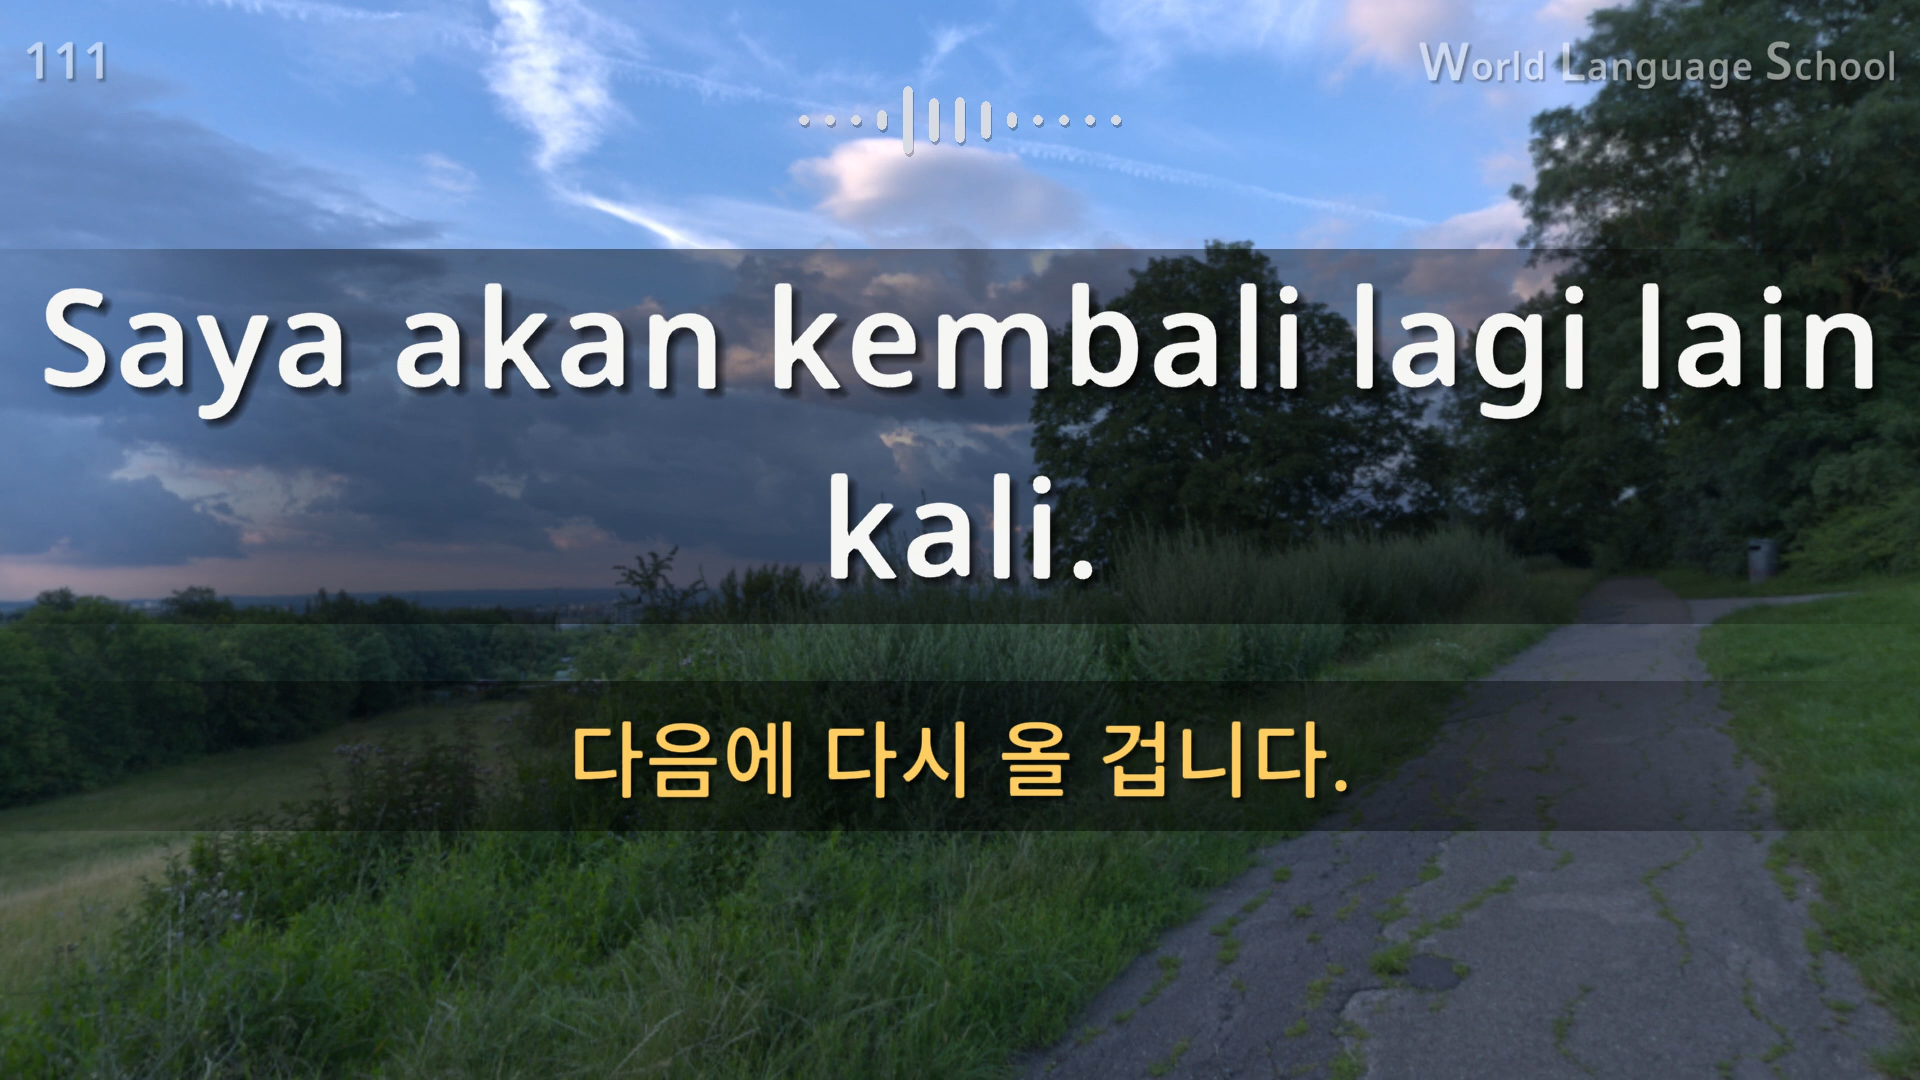 111
World Language School
Saya akan kembali lagi lain
kali.
다음에 다시 올 겁니다.